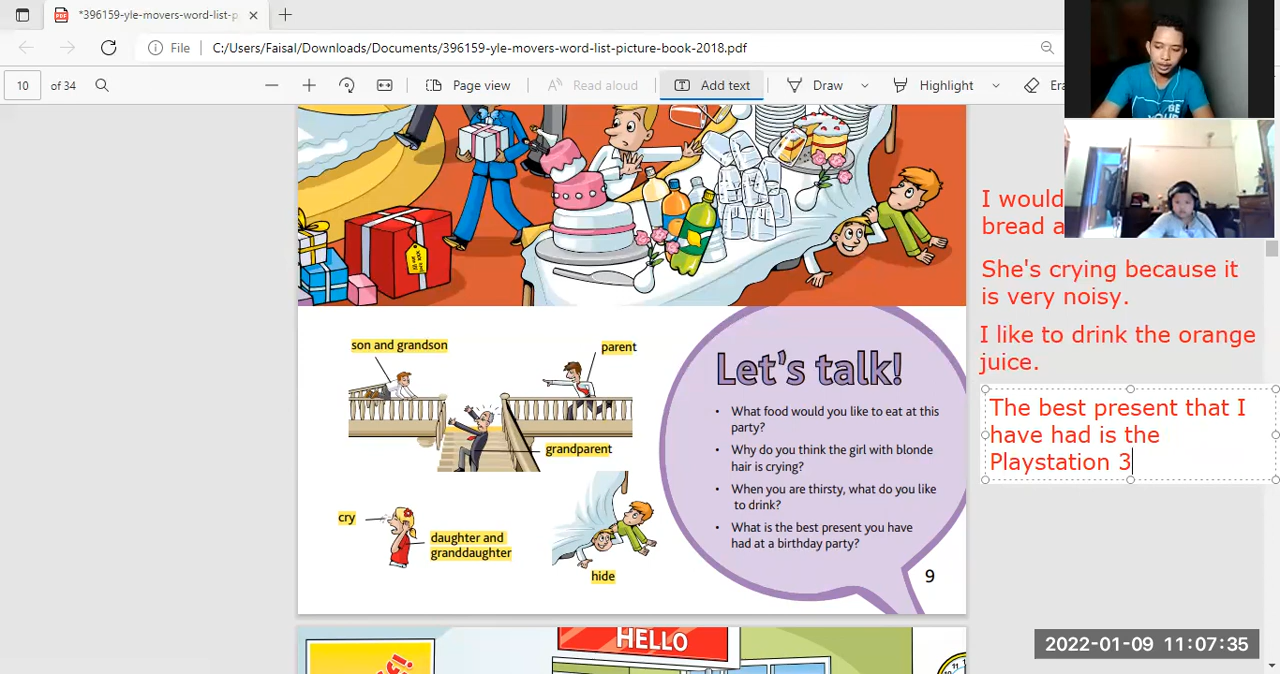 *396159-yle-movers-word-list-p
File
C:/Users/Faisal/Downloads/Documents/396159-yle-movers-word-list-picture-book-2018.pdf
10 of 34
Page view
Read aloud
Add text
Draw
Highlight
Era
BE
I would
bread a
She's crying because it
is very noisy.
I like to drink the orange
juice.
The best present that I
have had is the
Playstation 3
son and grandson
parent
grandparent
cry
daughter and
granddaughter
hide
Let's talk!
• What food would you like to eat at this
party?
• Why do you think the girl with blonde
hair is crying?
• When you are thirsty, what do you like
to drink?
• What is the best present you have
had at a birthday party?
9
HELLO
2022-01-09 11:07:35